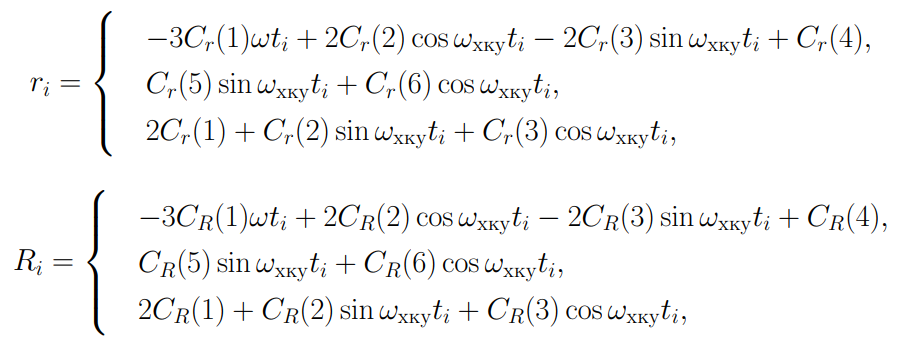 −3C_r(1)ωt_i + 2C_r(2) cos ω_хку t_i − 2C_r(3) sin ω_хку t_i + C_r(4),
r_i = { C_r(5) sin ω_хку t_i + C_r(6) cos ω_хку t_i,
2C_r(1) + C_r(2) sin ω_хку t_i + C_r(3) cos ω_хку t_i,
−3C_R(1)ωt_i + 2C_R(2) cos ω_хку t_i − 2C_R(3) sin ω_хку t_i + C_R(4),
R_i = { C_R(5) sin ω_хку t_i + C_R(6) cos ω_хку t_i,
2C_R(1) + C_R(2) sin ω_хку t_i + C_R(3) cos ω_хку t_i,